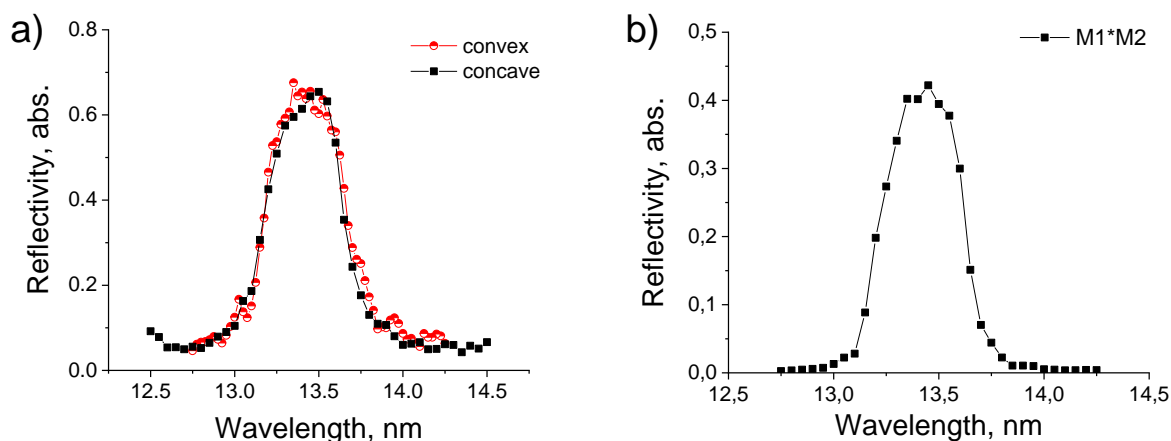 a)
convex
concave
Reflectivity, abs.
0.8
0.6
0.4
0.2
0.0
12.5 13.0 13.5 14.0 14.5
Wavelength, nm
b)
M1*M2
Reflectivity, abs.
0,5
0,4
0,3
0,2
0,1
0,0
12,5 13,0 13,5 14,0 14,5
Wavelength, nm